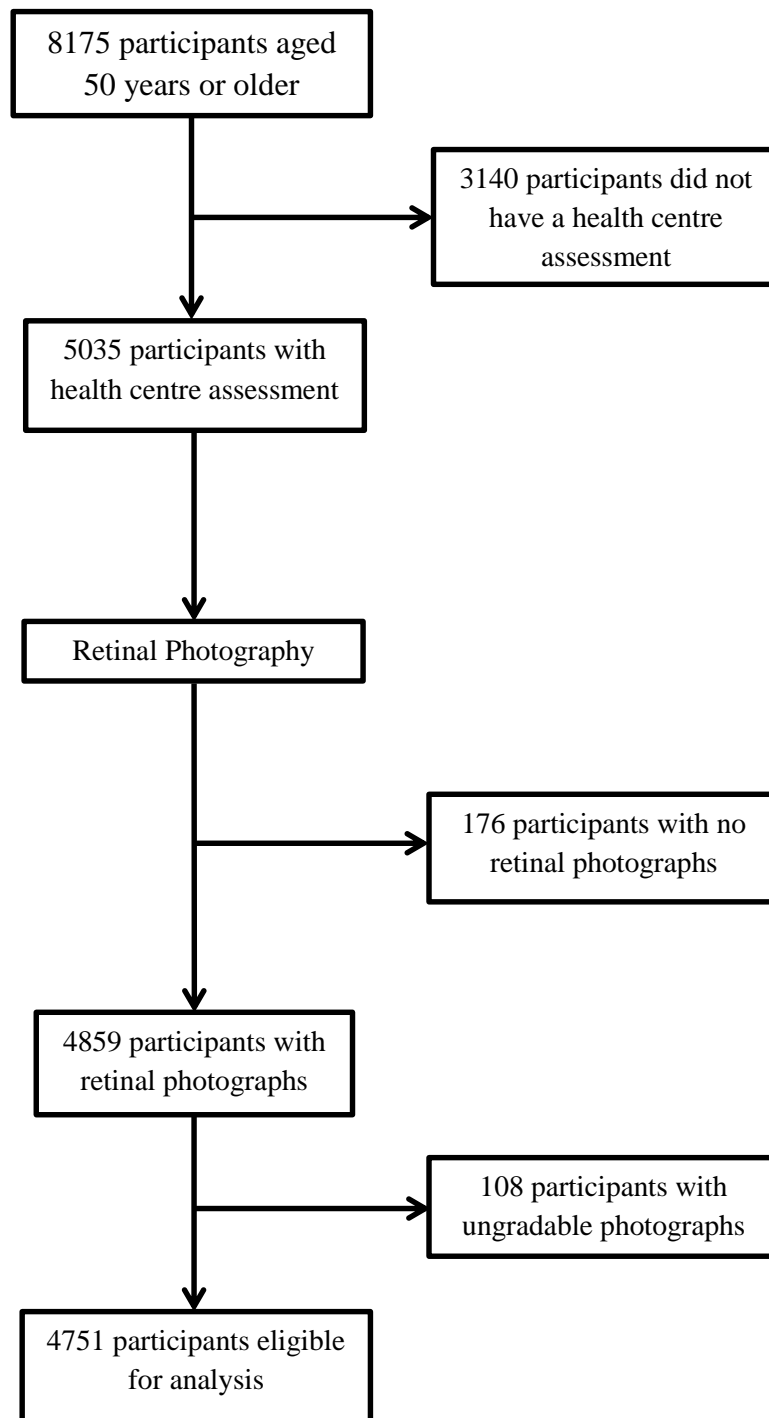 8175 participants aged
50 years or older
3140 participants did not
have a health centre
assessment
5035 participants with
health centre assessment
Retinal Photography
176 participants with no
retinal photographs
4859 participants with
retinal photographs
108 participants with
ungradable photographs
4751 participants eligible
for analysis